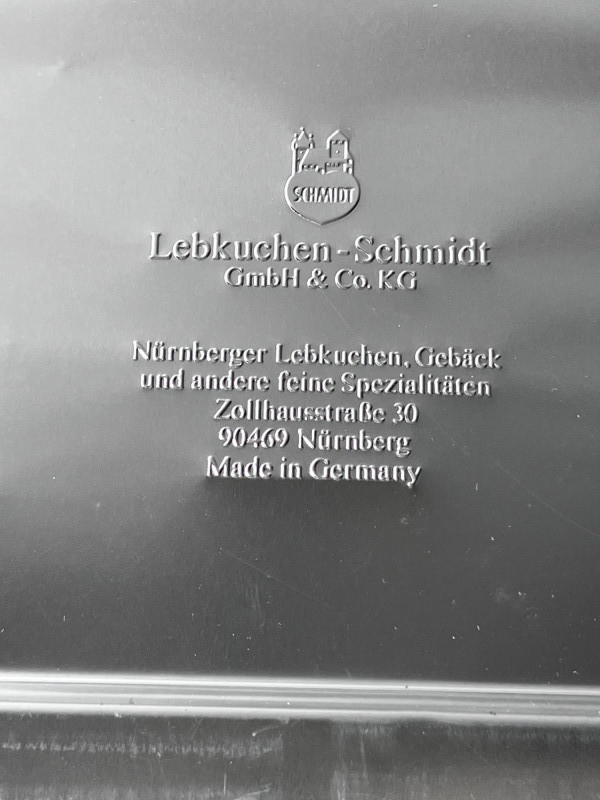 SCHMIDT
Lebkuchen-Schmidt
GmbH & Co. KG
Nürnberger Lebkuchen, Gebäck
und andere feine Spezialitäten
Zollhausstraße 30
90469 Nürnberg
Made in Germany